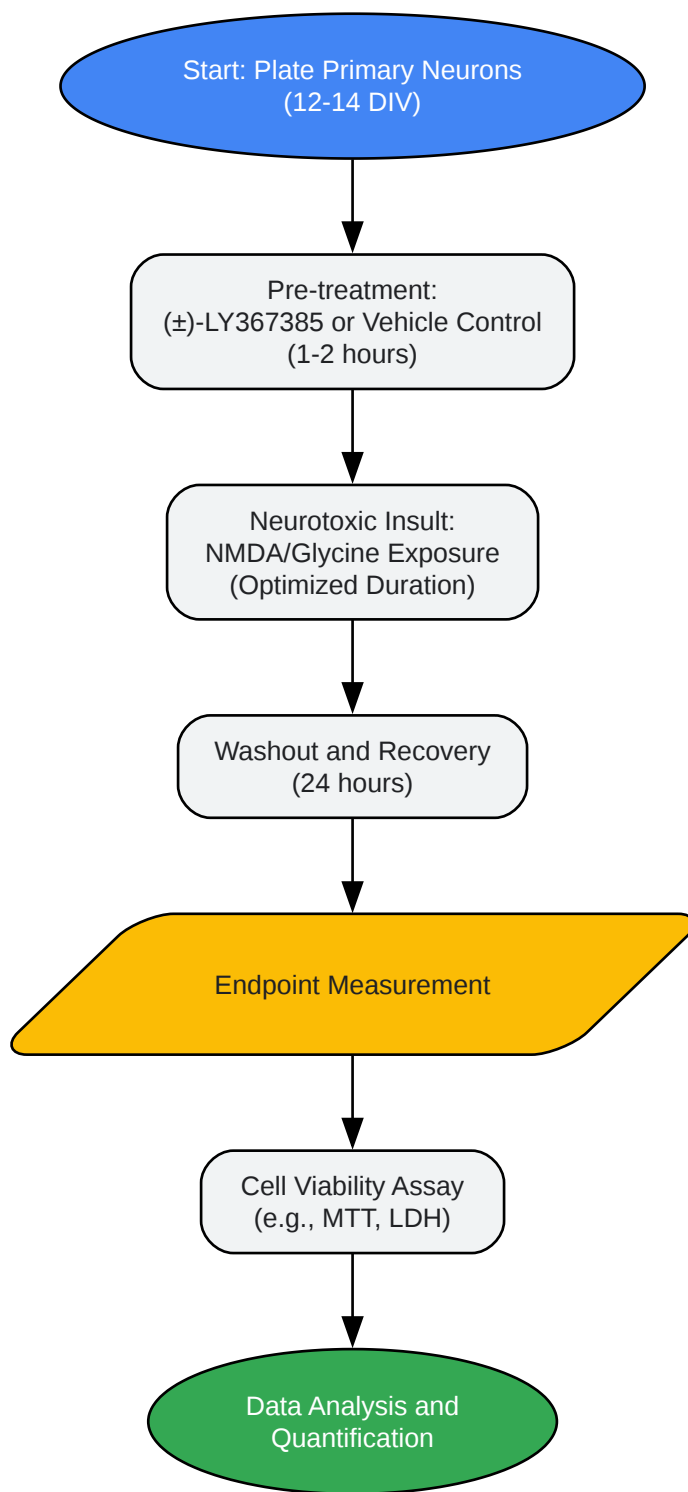 Start: Plate Primary Neurons
(12-14 DIV)
Pre-treatment:
(±)-LY367385 or Vehicle Control
(1-2 hours)
Neurotoxic Insult:
NMDA/Glycine Exposure
(Optimized Duration)
Washout and Recovery
(24 hours)
Endpoint Measurement
Cell Viability Assay
(e.g., MTT, LDH)
Data Analysis and
Quantification